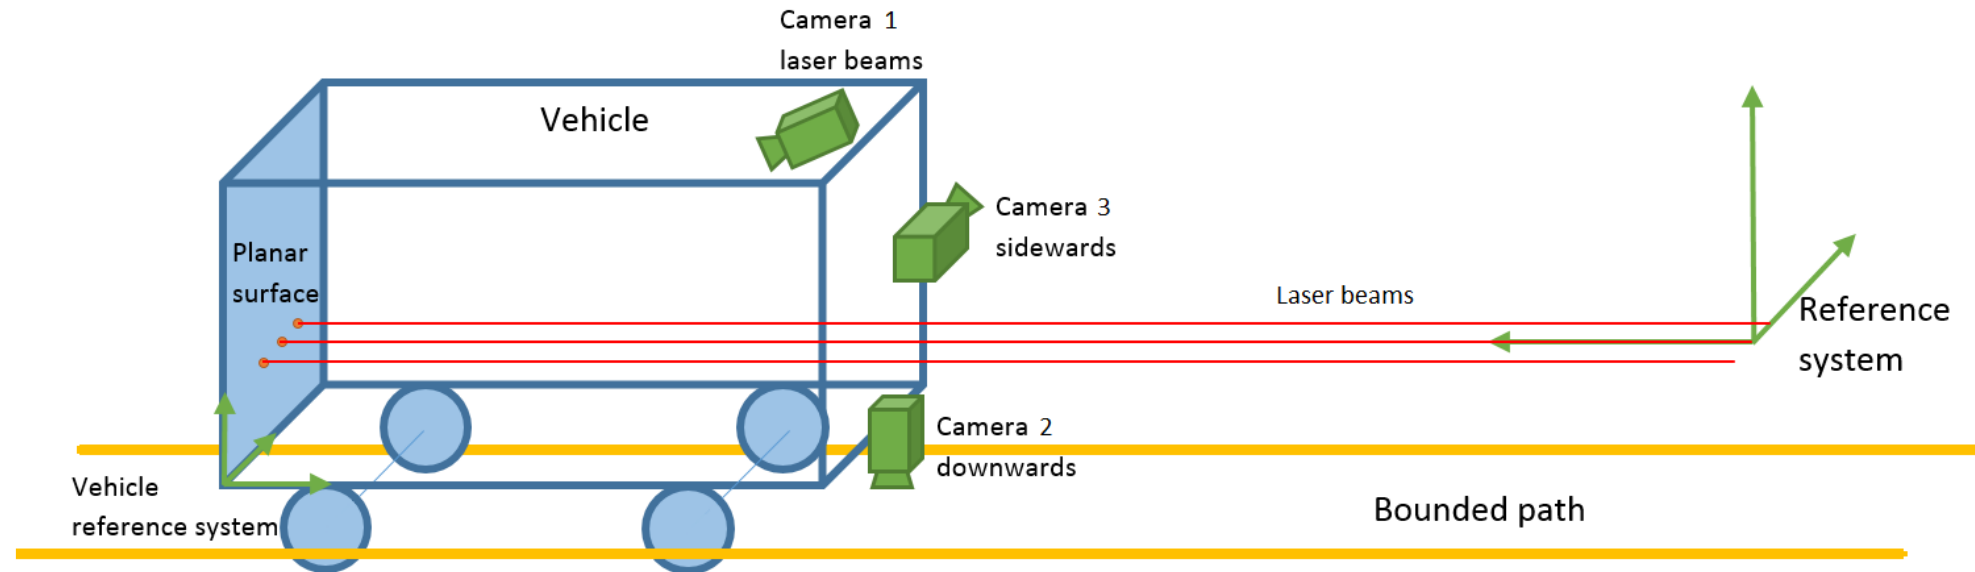 Camera 1
laser beams
Vehicle
Camera 3
sidewards
Planar
surface
Laser beams
Reference
system
Camera 2
downwards
Vehicle
reference system
Bounded path